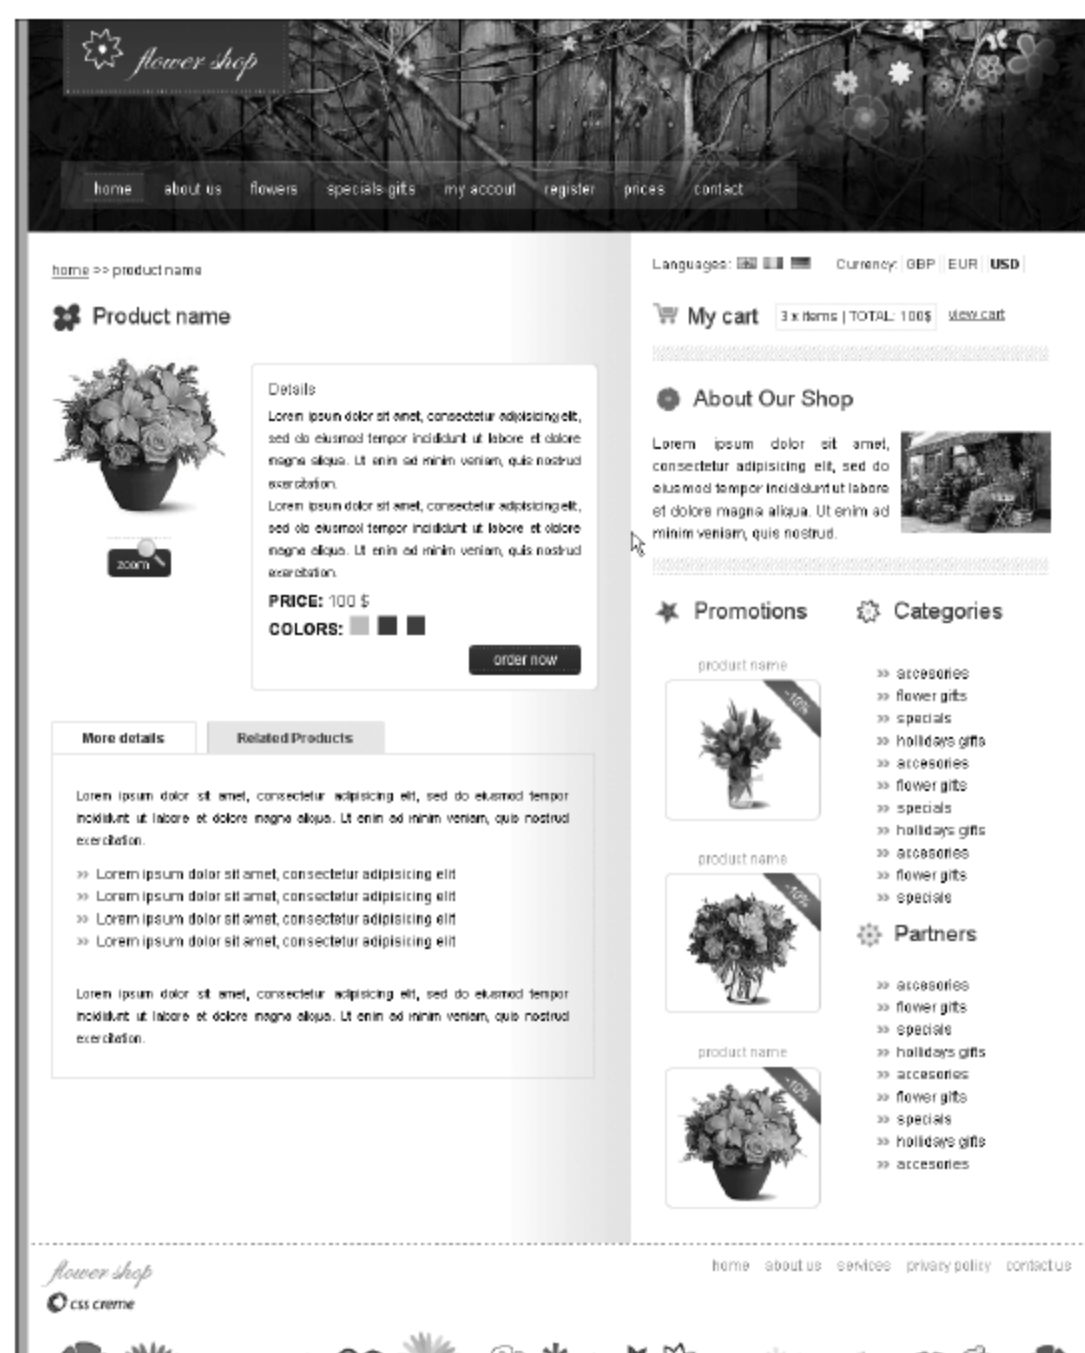 flower shop
home about us flowers specials gifts my accout register prices contact
home >> product name
Product name
Details
Lorem ipsum dolor sit amet, consectetur adipisicing elit,
sed do eiusmod tempor incididunt ut labore et dolore
magna aliqua. Ut enim ad minim veniam, quis nostrud
exercitation.
Lorem ipsum dolor sit amet, consectetur adipisicing elit,
sed do eiusmod tempor incididunt ut labore et dolore
magna aliqua. Ut enim ad minim veniam, quis nostrud
exercitation.
PRICE: 100 $
COLORS:
order now
zoom
More details
Related Products
Lorem ipsum dolor sit amet, consectetur adipisicing elit, sed do eiusmod tempor
incididunt ut labore et dolore magna aliqua. Ut enim ad minim veniam, quis nostrud
exercitation.
>> Lorem ipsum dolor sit amet, consectetur adipisicing elit
>> Lorem ipsum dolor sit amet, consectetur adipisicing elit
>> Lorem ipsum dolor sit amet, consectetur adipisicing elit
>> Lorem ipsum dolor sit amet, consectetur adipisicing elit
Lorem ipsum dolor sit amet, consectetur adipisicing elit, sed do eiusmod tempor
incididunt ut labore et dolore magna aliqua. Ut enim ad minim veniam, quis nostrud
exercitation.
Languages:
Currency: GBP EUR USD
My cart
3 x items | TOTAL: 100$
view cart
About Our Shop
Lorem ipsum dolor sit amet,
consectetur adipisicing elit, sed do
eiusmod tempor incididunt ut labore
et dolore magna aliqua. Ut enim ad
minim veniam, quis nostrud.
Promotions
product name
-10%
product name
-10%
product name
-10%
Categories
>> accesories
>> flower gifts
>> specials
>> hollidays gifts
>> accesories
>> flower gifts
>> specials
>> hollidays gifts
>> accesories
>> flower gifts
>> specials
Partners
>> accesories
>> flower gifts
>> specials
>> hollidays gifts
>> accesories
>> flower gifts
>> specials
>> hollidays gifts
>> accesories
flower shop
css creme
home about us services privacy policy contact us